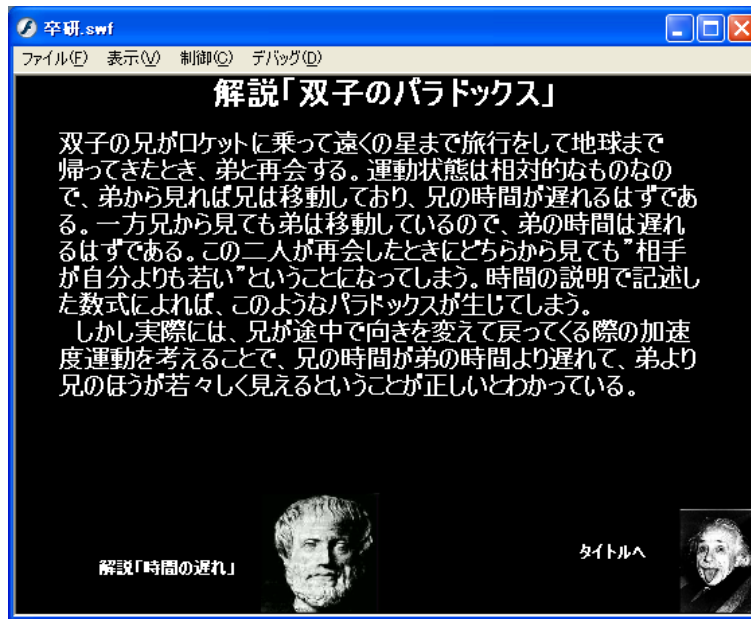 卒研.swf
ファイル(F) 表示(V) 制御(C) デバッグ(D)
解説「双子のパラドックス」
双子の兄がロケットに乗って遠くの星まで旅行をして地球まで
帰ってきたとき、弟と再会する。運動状態は相対的なものなの
で、弟から見れば兄は移動しており、兄の時間が遅れるはずであ
る。一方兄から見ても弟は移動しているので、弟の時間は遅れ
るはずである。この二人が再会したときにどちらから見ても”相手
が自分よりも若い”ということになってしまう。時間の説明で記述し
た数式によれば、このようなパラドックスが生じてしまう。
しかし実際には、兄が途中で向きを変えて戻ってくる際の加速
度運動を考えることで、兄の時間が弟の時間より遅れて、弟より
兄のほうが若々しく見えるということが正しいとわかっている。
タイトルへ
解説「時間の遅れ」